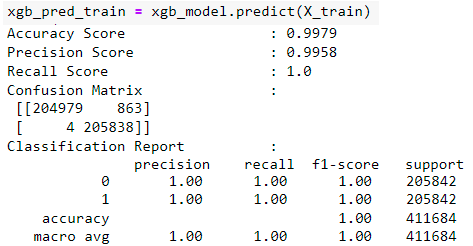 xgb_pred_train = xgb_model.predict(X_train)
Accuracy Score : 0.9979
Precision Score : 0.9958
Recall Score : 1.0
Confusion Matrix :
[[204979 863]
[ 4 205838]]
Classification Report :
precision recall f1-score support
0 1.00 1.00 1.00 205842
1 1.00 1.00 1.00 205842
accuracy 1.00 411684
macro avg 1.00 1.00 1.00 411684